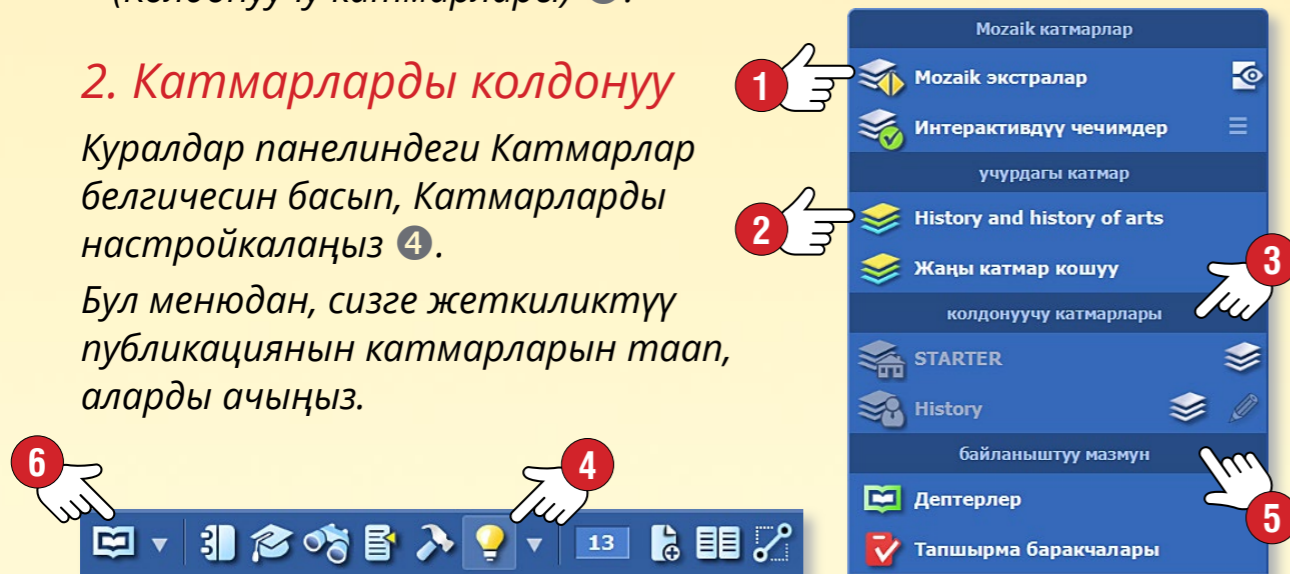 (Колдонуучу катмарлары)
2. Катмарларды колдонуу
Куралдар панелиндеги Катмарлар
белгичесин басып, Катмарларды
настройкалаңыз 4.
Бул менюдан, сизге жеткиликтүү
публикациянын катмарларын таап,
аларды ачыңыз.
6
4
13
Mozaik катмарлар
1
Mozaik экстралар
Интерактивдүү чечимдер
учурдагы катмар
2
History and history of arts
3
Жаңы катмар кошуу
колдонуучу катмарлары
STARTER
History
байланыштуу мазмун
Дептерлер
5
Тапшырма баракчалары